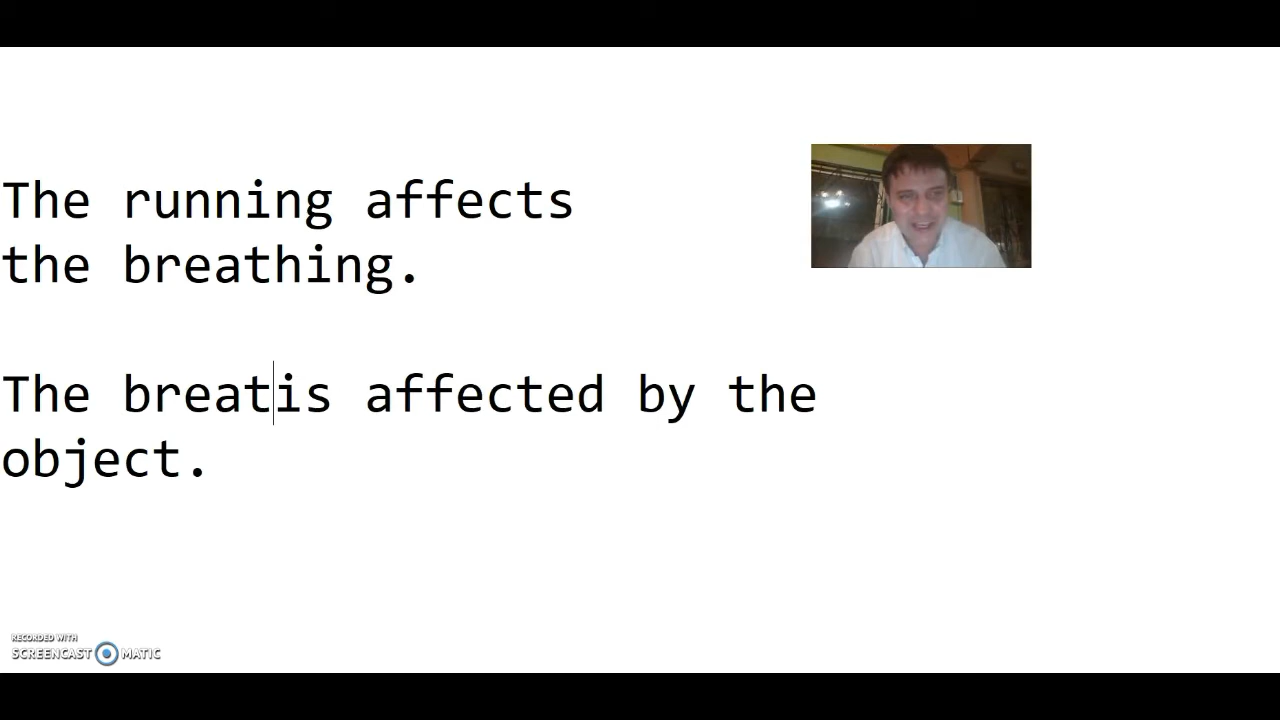 The running affects
the breathing.
The breatis affected by the
object.
RECORDED WITH
SCREENCAST MATIC